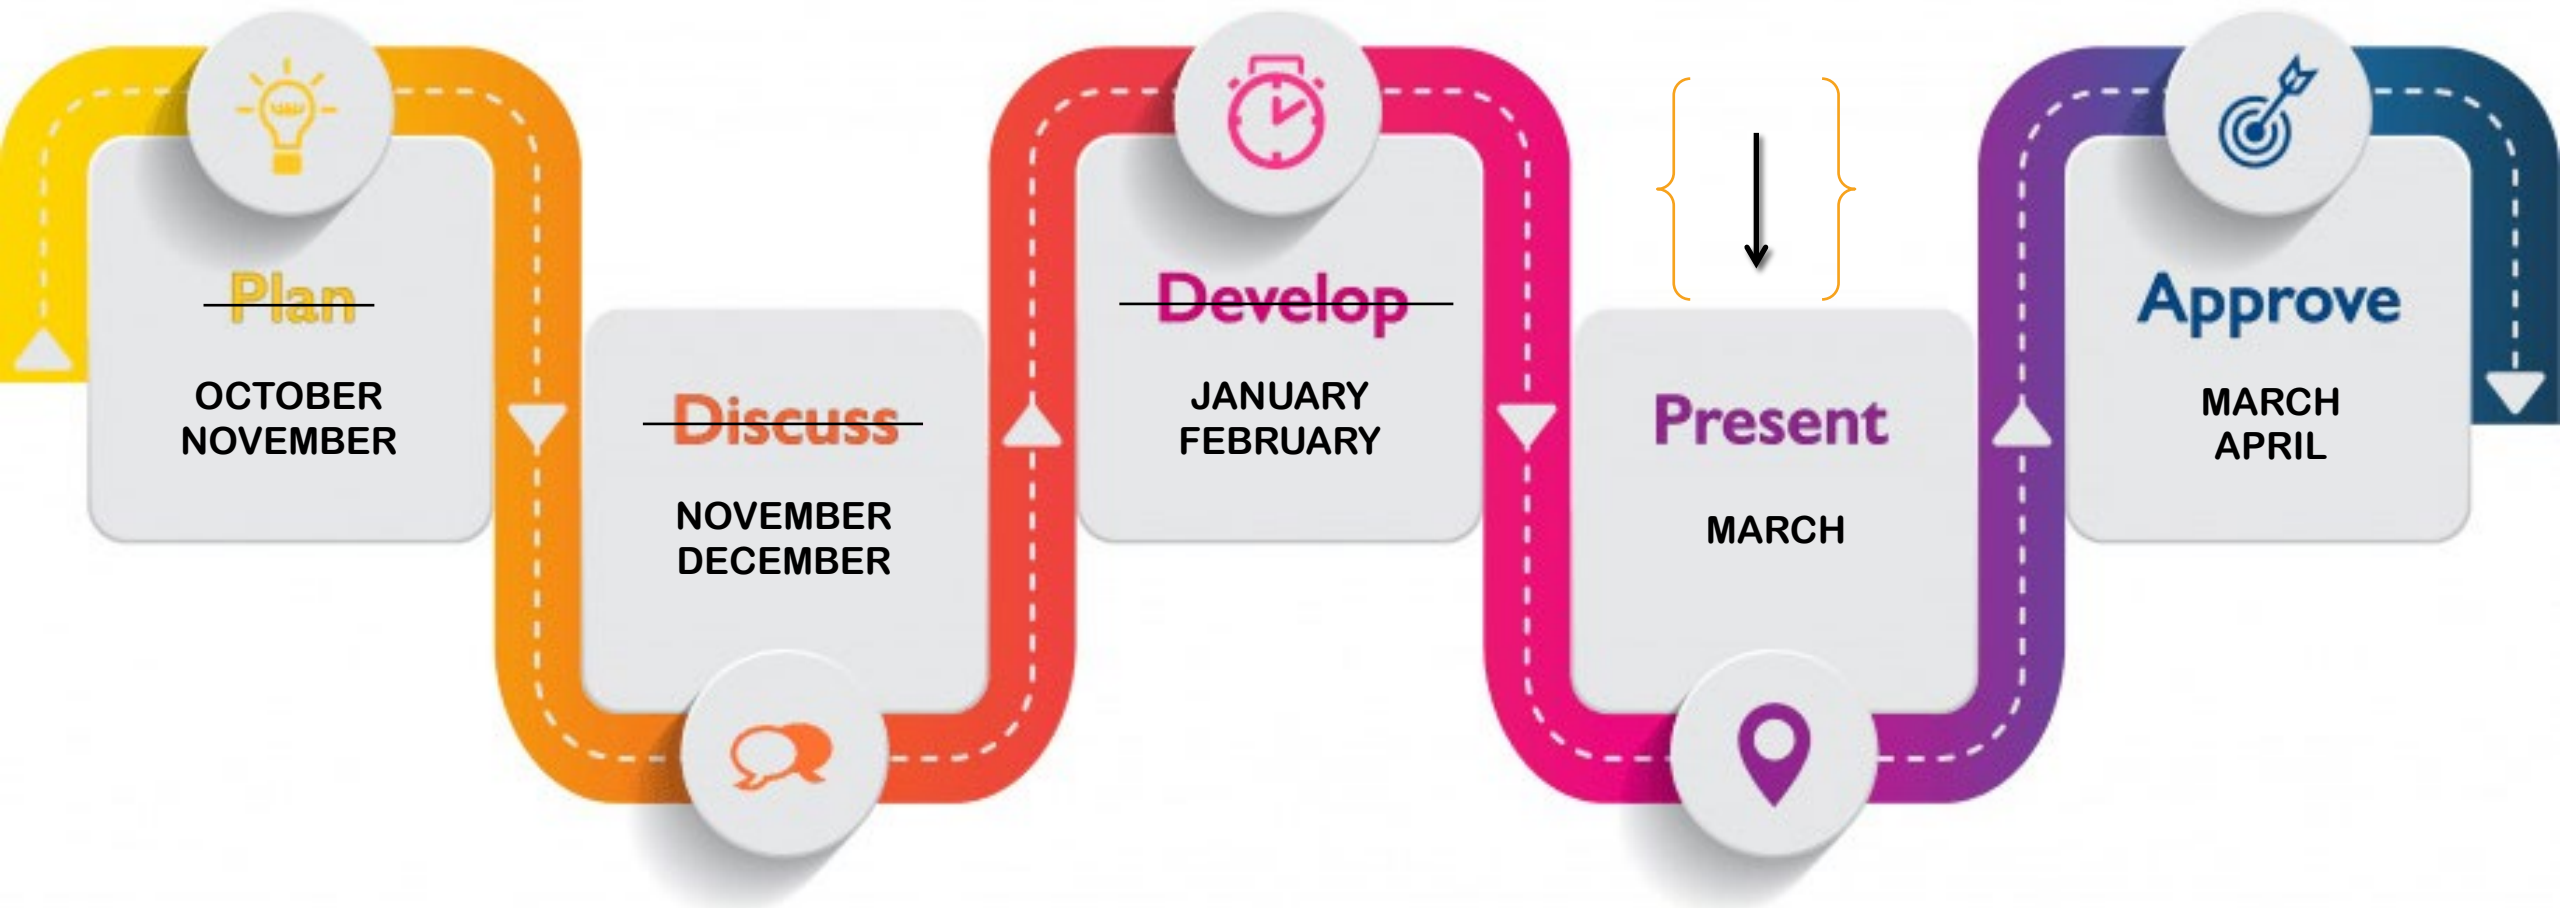 Plan
OCTOBER
NOVEMBER
Discuss
NOVEMBER
DECEMBER
Develop
JANUARY
FEBRUARY
Present
MARCH
Approve
MARCH
APRIL